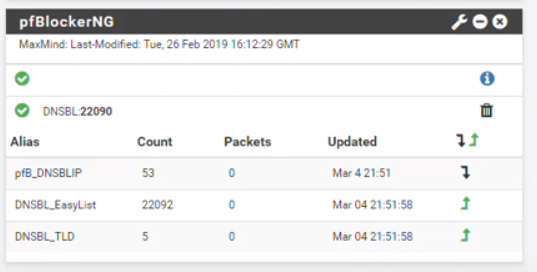 pfBlockerNG
MaxMind: Last-Modified: Tue, 26 Feb 2019 16:12:29 GMT
DNSBL:22090
Alias Count Packets Updated
pfB_DNSBLIP 53 0 Mar 4 21:51
DNSBL_EasyList 22092 0 Mar 04 21:51:58
DNSBL_TLD 5 0 Mar 04 21:51:58